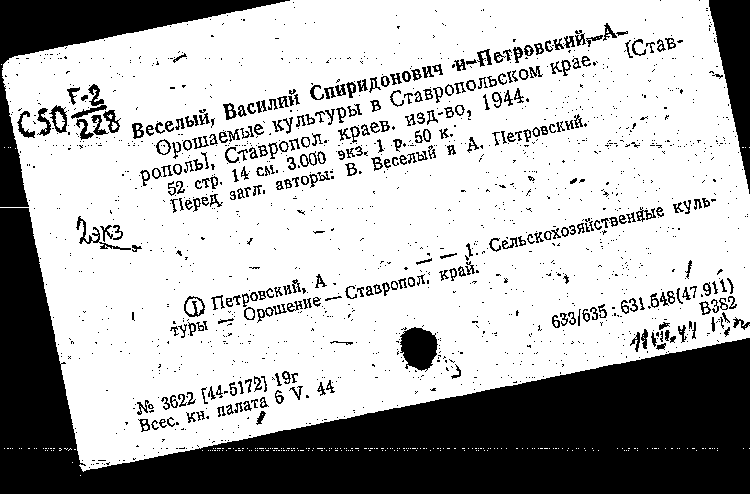 С50 Г-2/228
Веселый, Василий Спиридонович и Петровский, А
Орошаемые культуры в Ставропольском крае. [Став-
рополь], Ставропол. краев. изд-во, 1944.
52 стр. 14 см. 3.000 экз. 1 р. 50 к.
Перед загл. авторы: В. Веселый и А. Петровский.
2 экз
① Петровский, А. — — 1. Сельскохозяйственные куль-
туры — Орошение — Ставропол. край.
633/635 : 631.548(47.911)
В382
№ 3622 [44-5172] 19г
Всес. кн. палата 6 V. 44